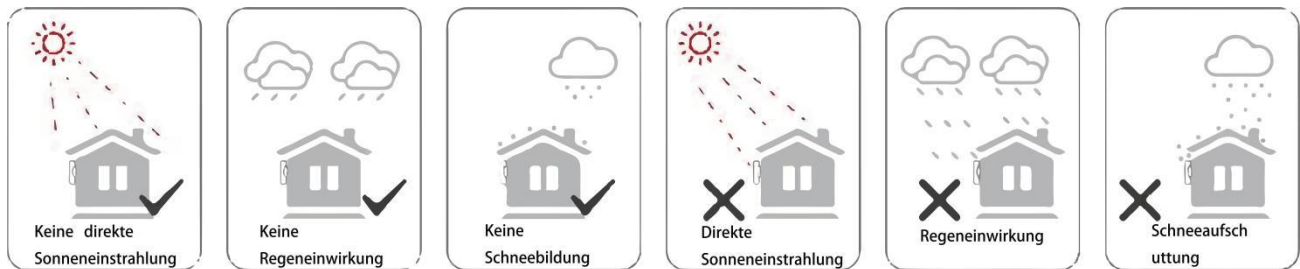 Keine direkte
Sonneneinstrahlung
Keine
Regeneinwirkung
Keine
Schneebildung
Direkte
Sonneneinstrahlung
Regeneinwirkung
Schneeaufsch
uttung